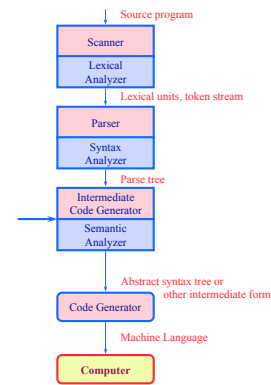 Source program
Scanner
Lexical
Analyzer
Lexical units, token stream
Parser
Syntax
Analyzer
Parse tree
Intermediate
Code Generator
Semantic
Analyzer
Abstract syntax tree or
other intermediate form
Code Generator
Machine Language
Computer